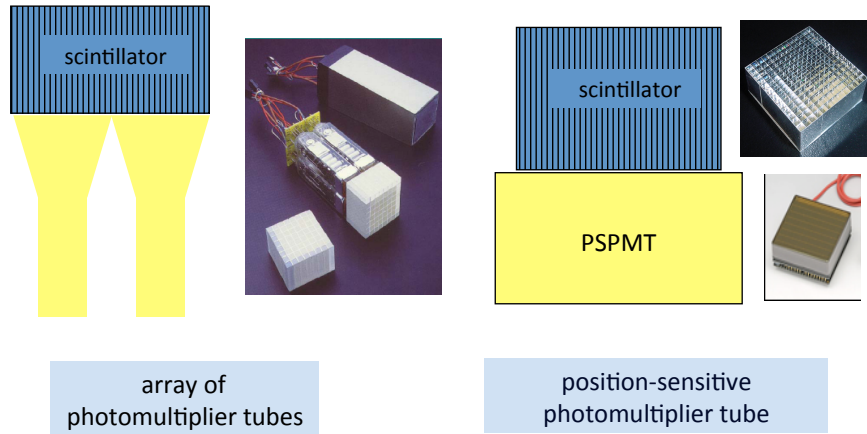 scintillator
scintillator
PSPMT
array of
photomultiplier tubes
position-sensitive
photomultiplier tube